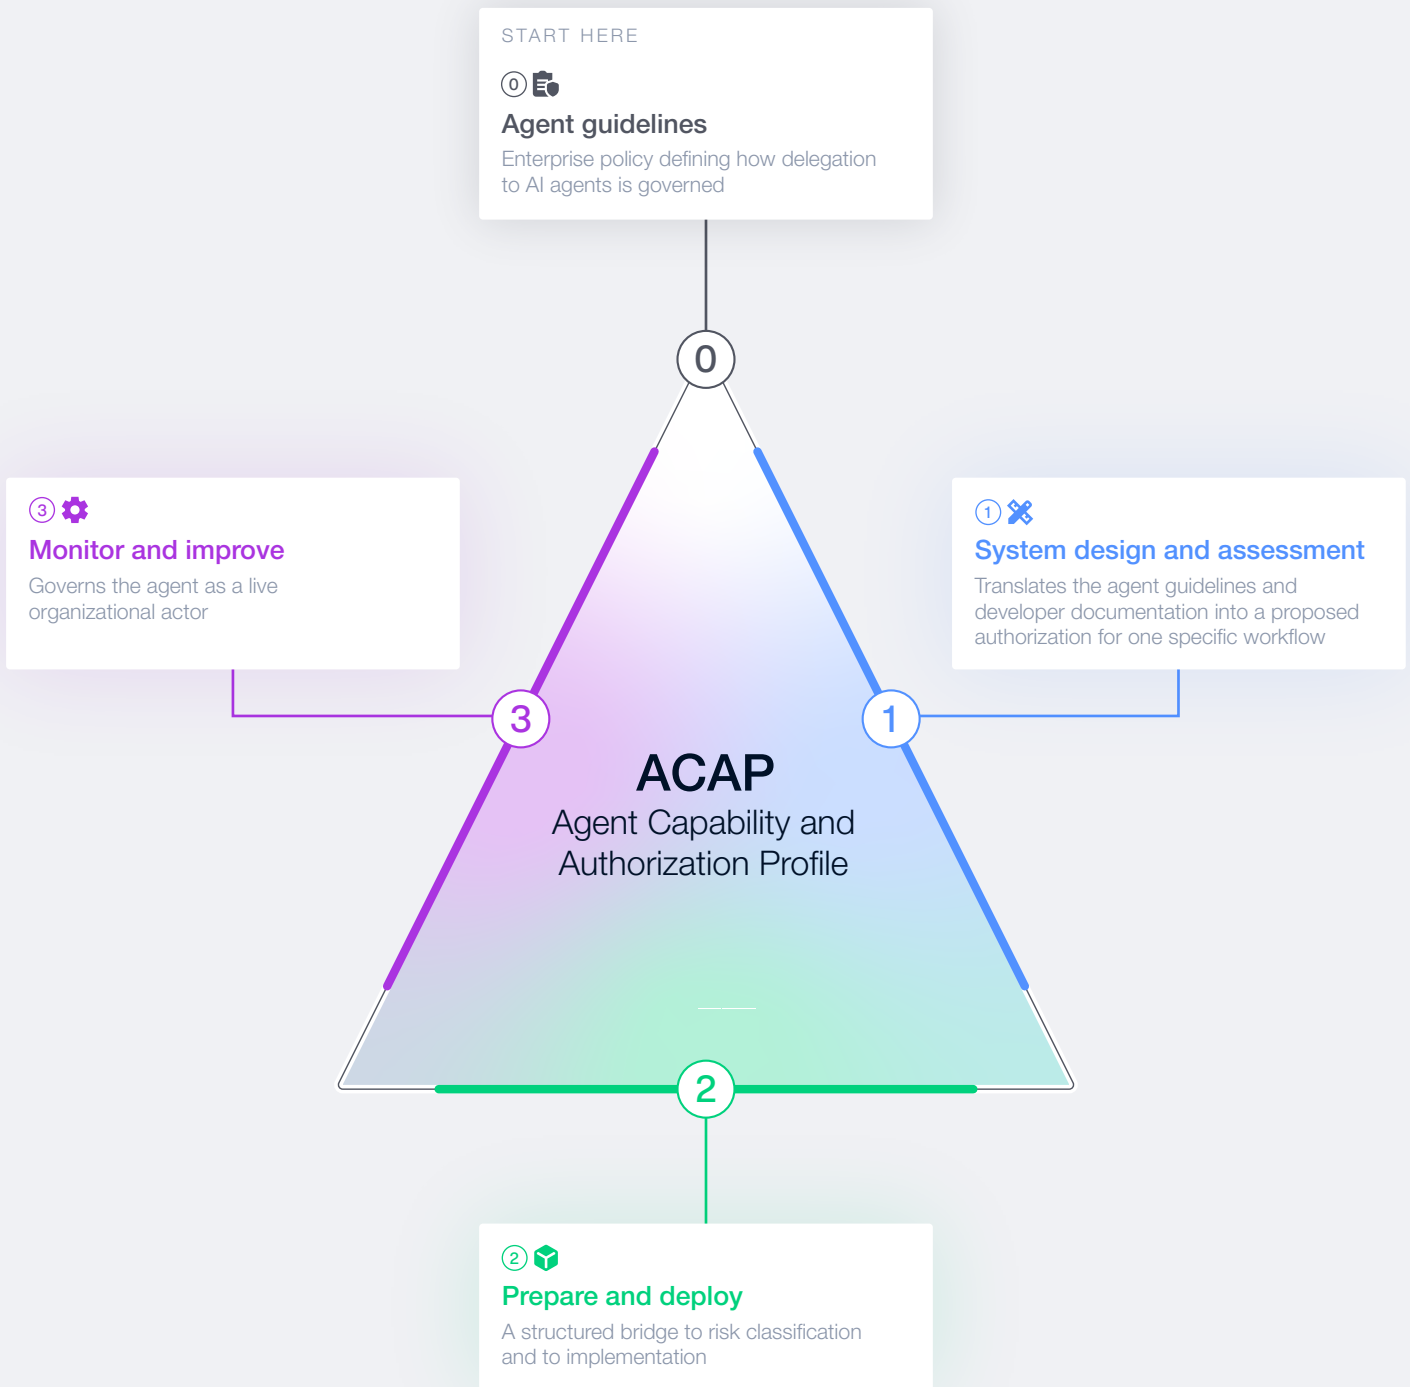 START HERE
0
Agent guidelines
Enterprise policy defining how delegation
to AI agents is governed
0
3
Monitor and improve
Governs the agent as a live
organizational actor
1
System design and assessment
Translates the agent guidelines and
developer documentation into a proposed
authorization for one specific workflow
3
1
ACAP
Agent Capability and
Authorization Profile
2
2
Prepare and deploy
A structured bridge to risk classification
and to implementation